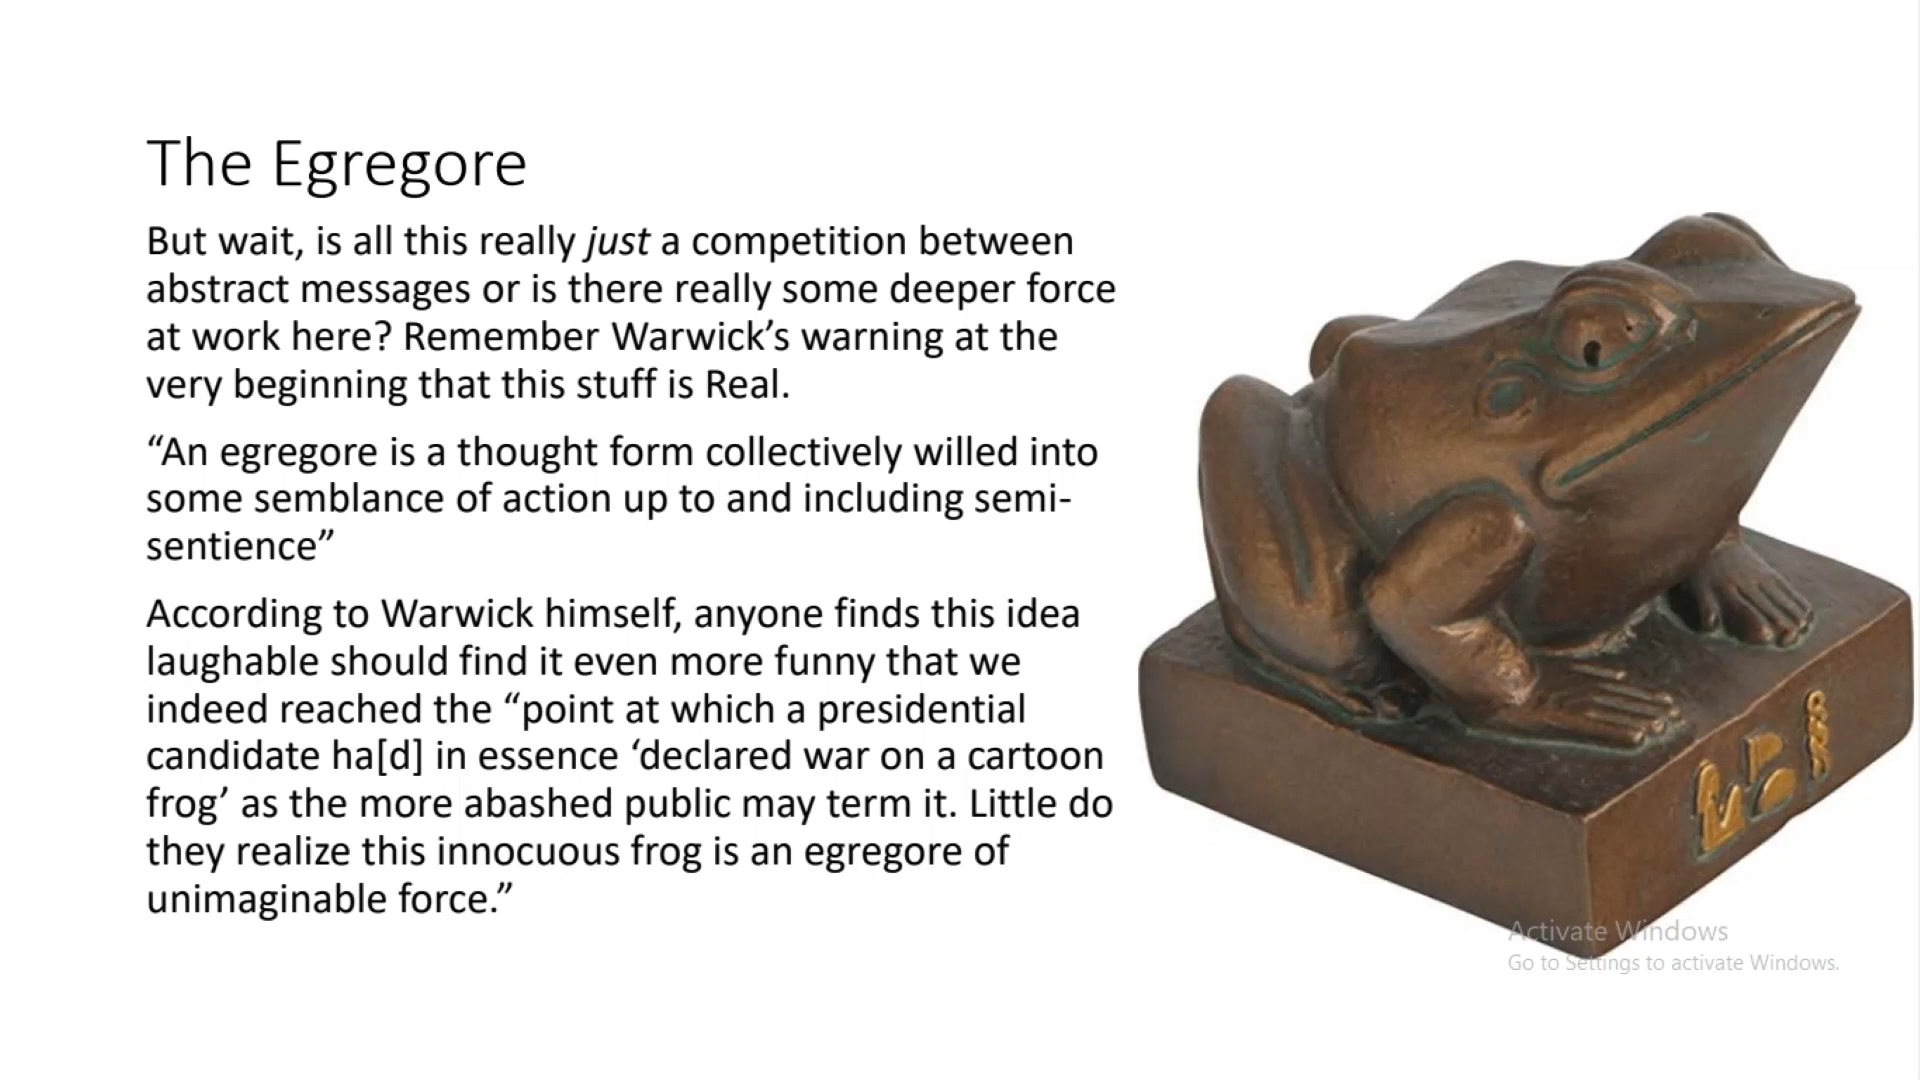 The Egregore
But wait, is all this really just a competition between
abstract messages or is there really some deeper force
at work here? Remember Warwick’s warning at the
very beginning that this stuff is Real.
“An egregore is a thought form collectively willed into
some semblance of action up to and including semi-
sentience”
According to Warwick himself, anyone finds this idea
laughable should find it even more funny that we
indeed reached the “point at which a presidential
candidate ha[d] in essence ‘declared war on a cartoon
frog’ as the more abashed public may term it. Little do
they realize this innocuous frog is an egregore of
unimaginable force.”
Activate Windows
Go to Settings to activate Windows.